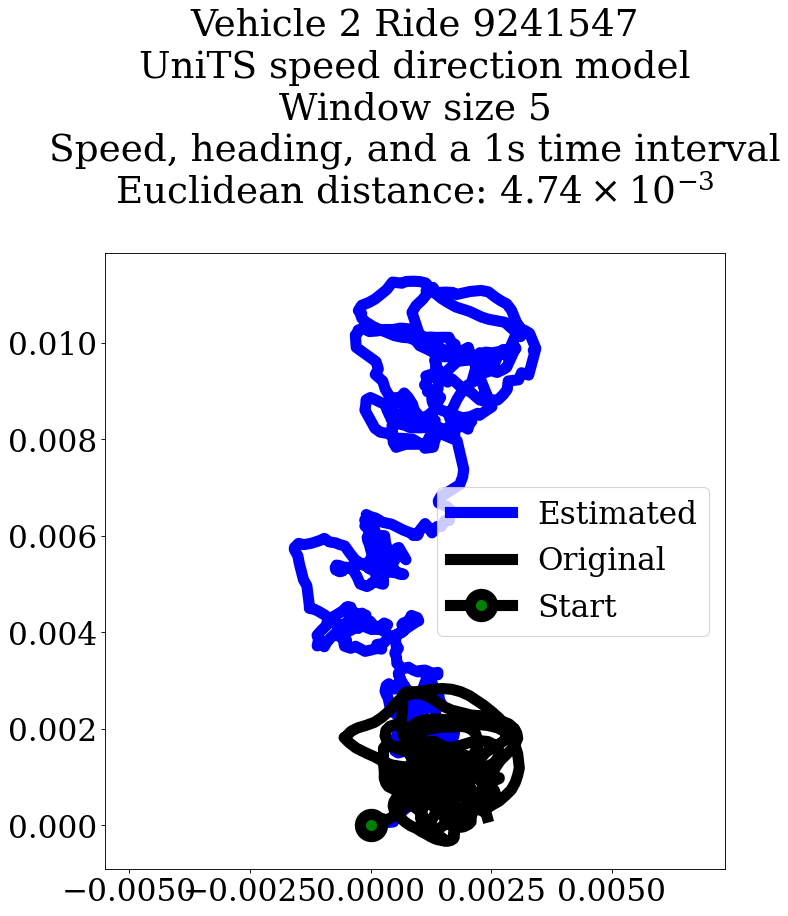 Vehicle 2 Ride 9241547
UniTS speed direction model
Window size 5
Speed, heading, and a 1s time interval
Euclidean distance: 4.74 × 10⁻³
0.010
0.008
0.006
0.004
0.002
0.000
Estimated
Original
Start
−0.0050 −0.0025 0.0000 0.0025 0.0050